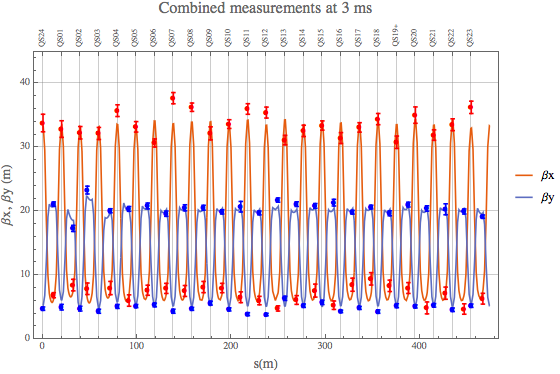 Combined measurements at 3 ms
QS24 QS01 QS02 QS03 QS04 QS05 QS06 QS07 QS08 QS09 QS10 QS11 QS12 QS13 QS14 QS15 QS16 QS17 QS18 QS19+ QS20 QS21 QS22 QS23
βx, βy (m)
40
30
20
10
0
βx
βy
0 100 200 300 400
s(m)